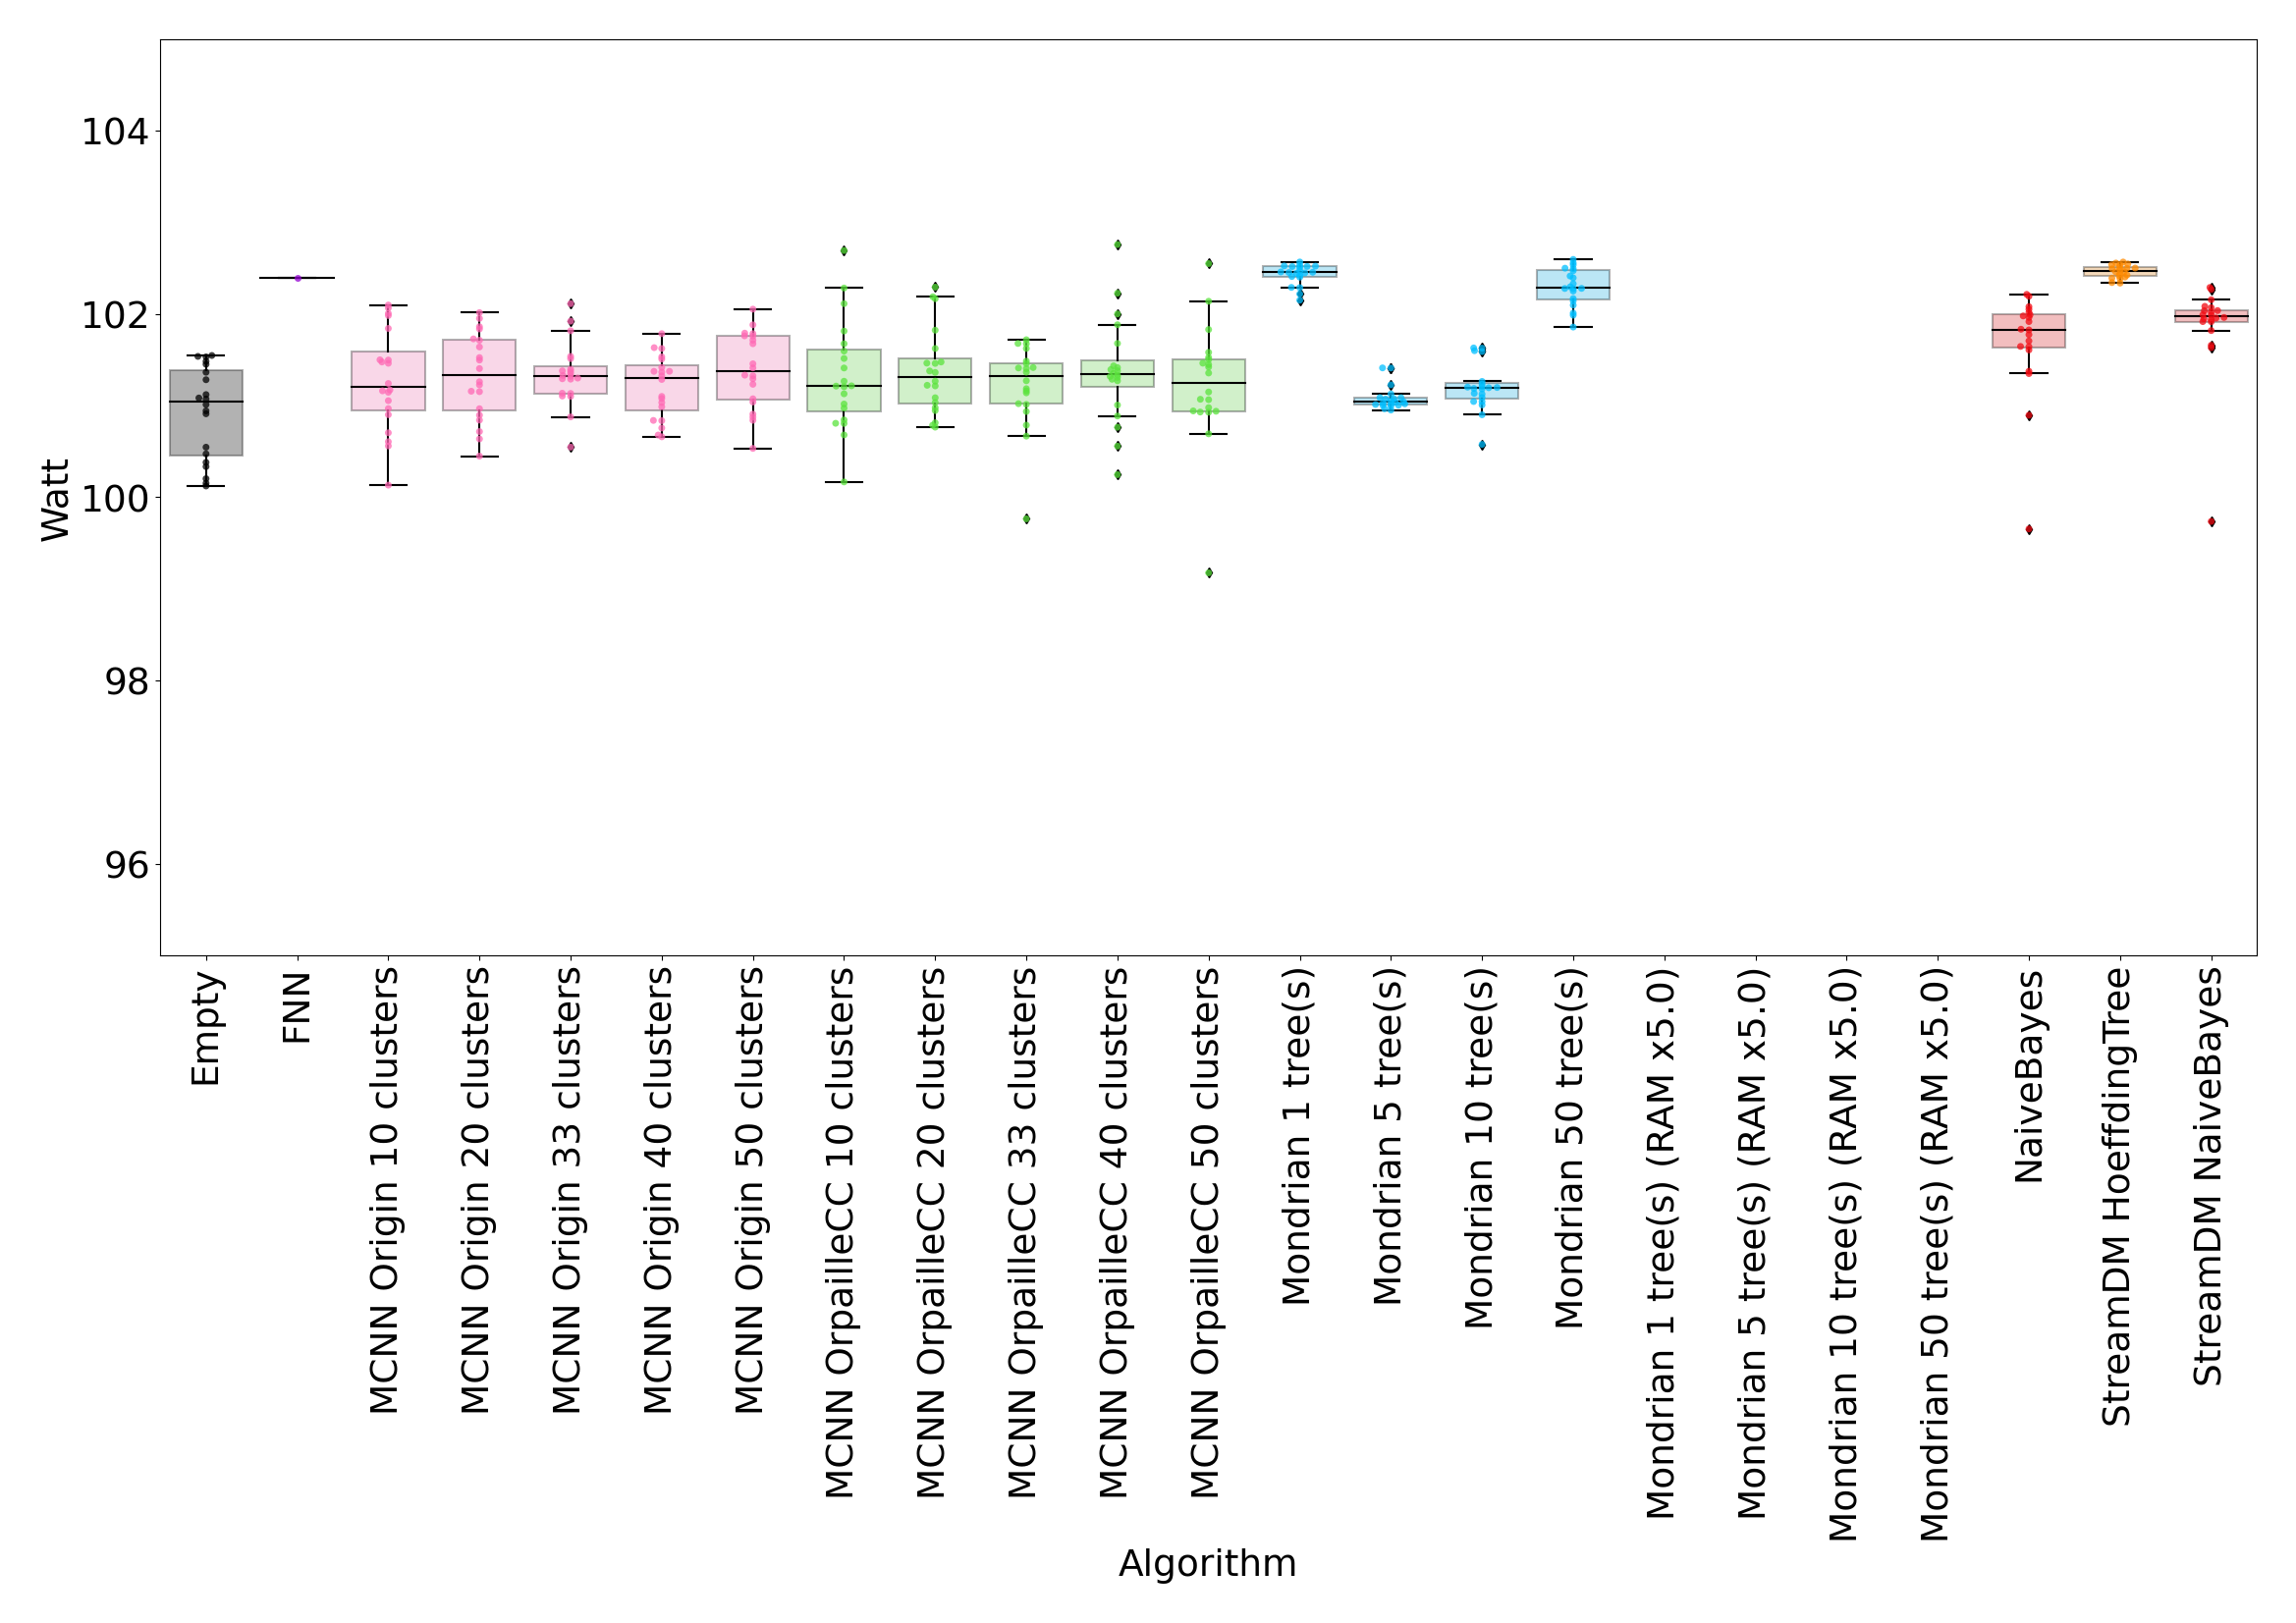 104
102
100
98
96
Watt
Empty
FNN
MCNN Origin 10 clusters
MCNN Origin 20 clusters
MCNN Origin 33 clusters
MCNN Origin 40 clusters
MCNN Origin 50 clusters
MCNN OrpailleCC 10 clusters
MCNN OrpailleCC 20 clusters
MCNN OrpailleCC 33 clusters
MCNN OrpailleCC 40 clusters
MCNN OrpailleCC 50 clusters
Mondrian 1 tree(s)
Mondrian 5 tree(s)
Mondrian 10 tree(s)
Mondrian 50 tree(s)
Mondrian 1 tree(s) (RAM x5.0)
Mondrian 5 tree(s) (RAM x5.0)
Mondrian 10 tree(s) (RAM x5.0)
Mondrian 50 tree(s) (RAM x5.0)
NaiveBayes
StreamDM HoeffdingTree
StreamDM NaiveBayes
Algorithm